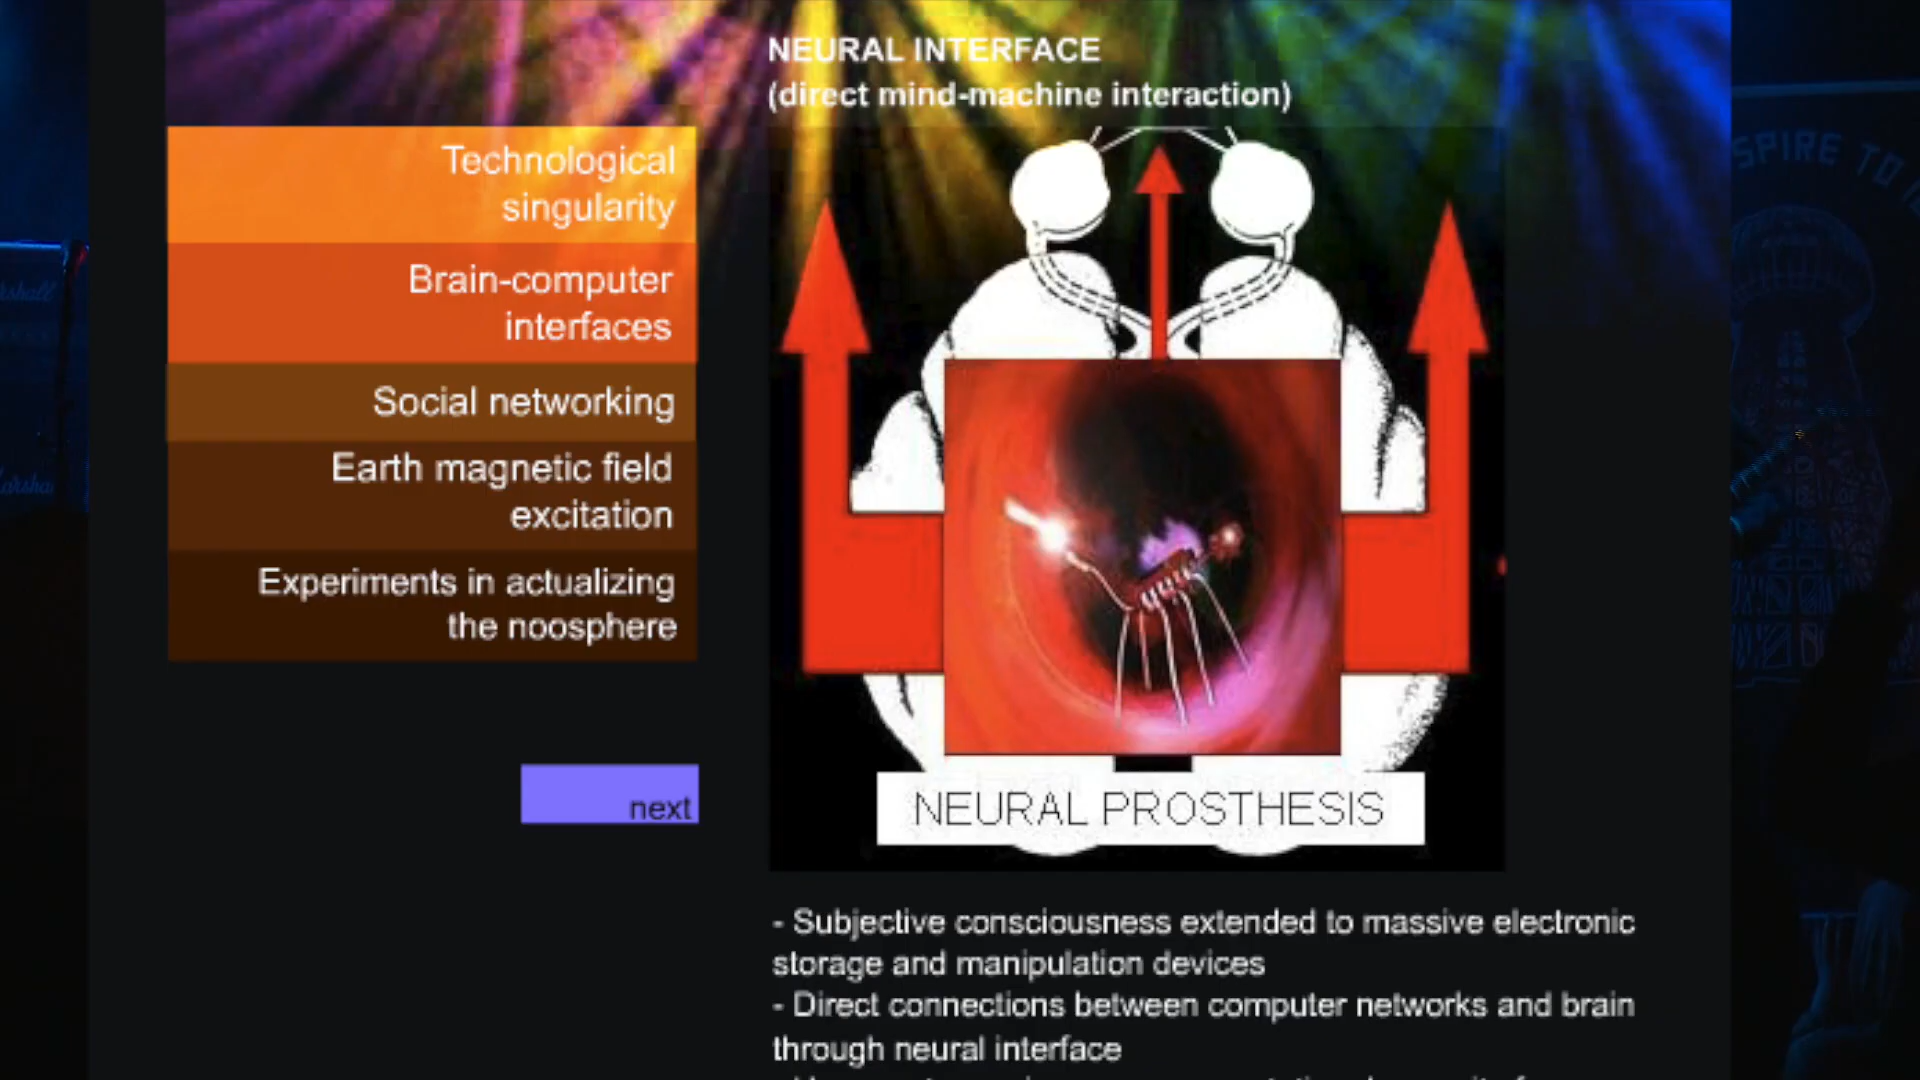 NEURAL INTERFACE
(direct mind-machine interaction)
Technological
singularity
Brain-computer
interfaces
Social networking
Earth magnetic field
excitation
Experiments in actualizing
the noosphere
next
NEURAL PROSTHESIS
- Subjective consciousness extended to massive electronic
storage and manipulation devices
- Direct connections between computer networks and brain
through neural interface
SPIRE TO